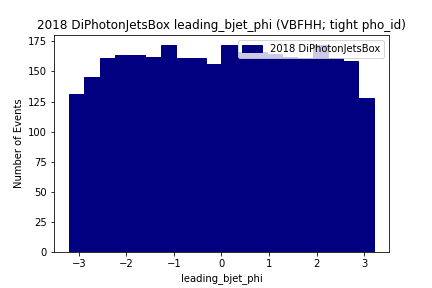 2018 DiPhotonJetsBox leading_bjet_phi (VBFHH; tight pho_id)
2018 DiPhotonJetsBox
175
150
125
100
75
50
25
0
Number of Events
−3 −2 −1 0 1 2 3
leading_bjet_phi